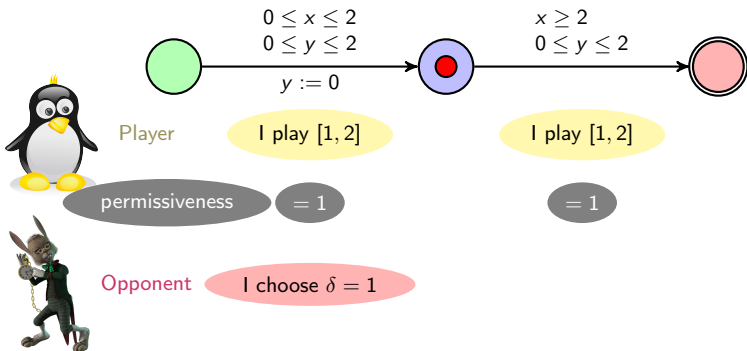 0 ≤ x ≤ 2
0 ≤ y ≤ 2
y := 0
x ≥ 2
0 ≤ y ≤ 2
Player
I play [1, 2]
I play [1, 2]
permissiveness
= 1
= 1
Opponent
I choose δ = 1